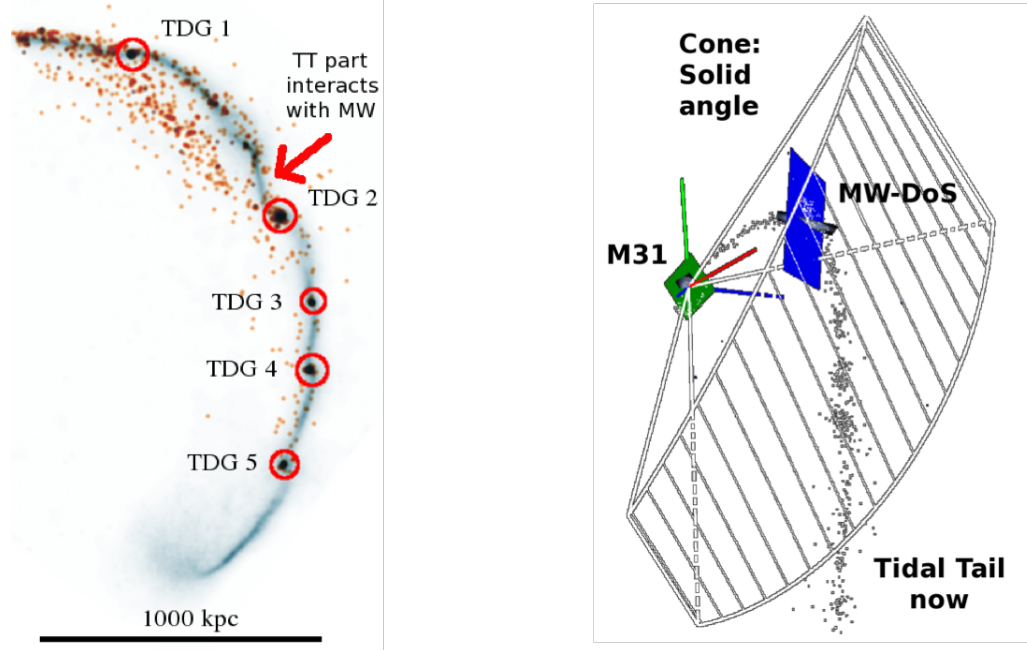 TDG 1
TT part
interacts
with MW
TDG 2
TDG 3
TDG 4
TDG 5
1000 kpc
Cone:
Solid
angle
MW-DoS
M31
Tidal Tail
now